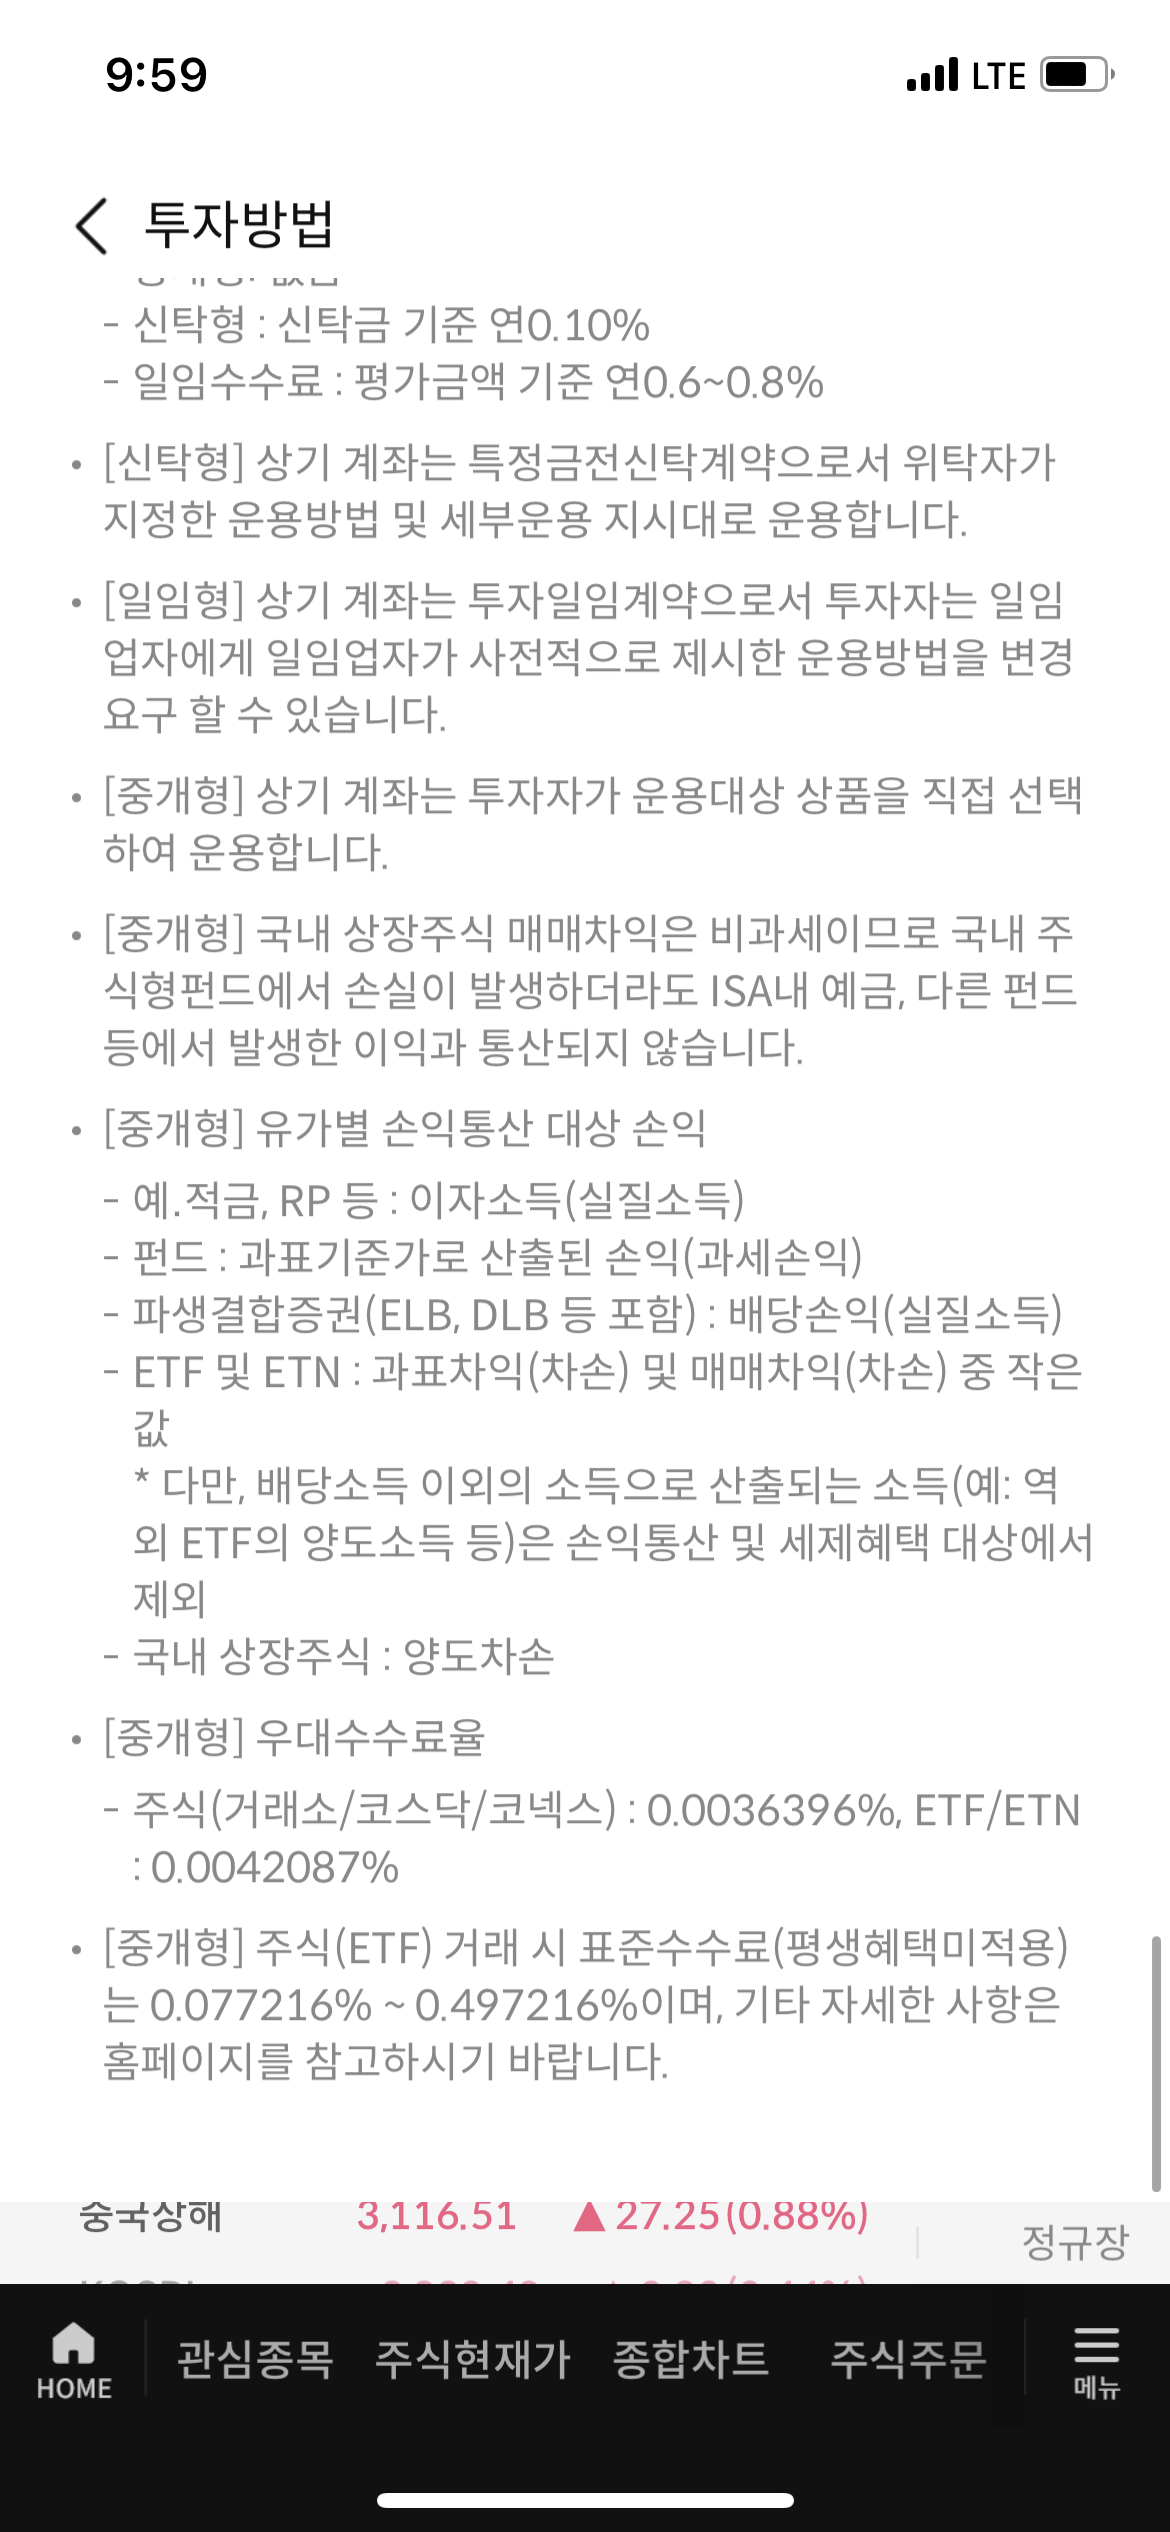 9:59
LTE
투자방법
- 신탁형 : 신탁금 기준 연0.10%
- 일임수수료 : 평가금액 기준 연0.6~0.8%
• [신탁형] 상기 계좌는 특정금전신탁계약으로서 위탁자가
지정한 운용방법 및 세부운용 지시대로 운용합니다.
• [일임형] 상기 계좌는 투자일임계약으로서 투자자는 일임
업자에게 일임업자가 사전적으로 제시한 운용방법을 변경
요구 할 수 있습니다.
• [중개형] 상기 계좌는 투자자가 운용대상 상품을 직접 선택
하여 운용합니다.
• [중개형] 국내 상장주식 매매차익은 비과세이므로 국내 주
식형펀드에서 손실이 발생하더라도 ISA내 예금, 다른 펀드
등에서 발생한 이익과 통산되지 않습니다.
• [중개형] 유가별 손익통산 대상 손익
- 예.적금, RP 등 : 이자소득(실질소득)
- 펀드 : 과표기준가로 산출된 손익(과세손익)
- 파생결합증권(ELB, DLB 등 포함) : 배당손익(실질소득)
- ETF 및 ETN : 과표차익(차손) 및 매매차익(차손) 중 작은
값
* 다만, 배당소득 이외의 소득으로 산출되는 소득(예: 역
외 ETF의 양도소득 등)은 손익통산 및 세제혜택 대상에서
제외
- 국내 상장주식 : 양도차손
• [중개형] 우대수수료율
- 주식(거래소/코스닥/코넥스) : 0.0036396%, ETF/ETN
: 0.0042087%
• [중개형] 주식(ETF) 거래 시 표준수수료(평생혜택미적용)
는 0.077216% ~ 0.497216%이며, 기타 자세한 사항은
홈페이지를 참고하시기 바랍니다.
중국상해 3,116.51 ▲ 27.25(0.88%)
정규장
HOME 관심종목 주식현재가 종합차트 주식주문 메뉴